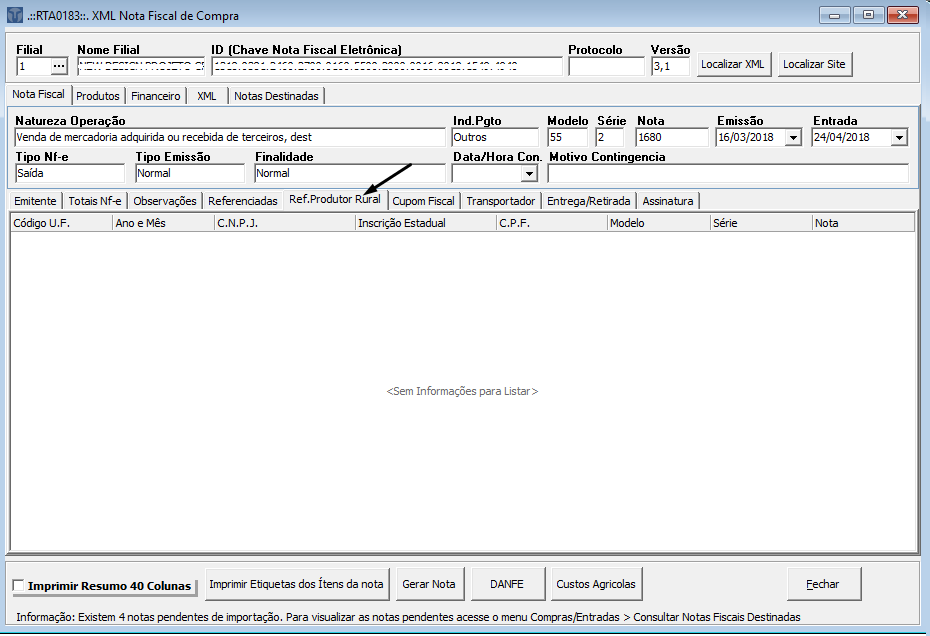 .::RTA0183::. XML Nota Fiscal de Compra
Filial Nome Filial ID (Chave Nota Fiscal Eletrônica) Protocolo Versão
1 ... 3,1 Localizar XML Localizar Site
Nota Fiscal Produtos Financeiro XML Notas Destinadas
Natureza Operação Ind.Pgto Modelo Série Nota Emissão Entrada
Venda de mercadoria adquirida ou recebida de terceiros, dest Outros 55 2 1680 16/03/2018 24/04/2018
Tipo Nf-e Tipo Emissão Finalidade Data/Hora Con. Motivo Contingencia
Saída Normal Normal
Emitente Totais Nf-e Observações Referenciadas Ref.Produtor Rural Cupom Fiscal Transportador Entrega/Retirada Assinatura
Código U.F. Ano e Mês C.N.P.J. Inscrição Estadual C.P.F. Modelo Série Nota
<Sem Informações para Listar>
Imprimir Resumo 40 Colunas Imprimir Etiquetas dos Ítens da nota Gerar Nota DANFE Custos Agricolas Fechar
Informação: Existem 4 notas pendentes de importação. Para visualizar as notas pendentes acesse o menu Compras/Entradas > Consultar Notas Fiscais Destinadas